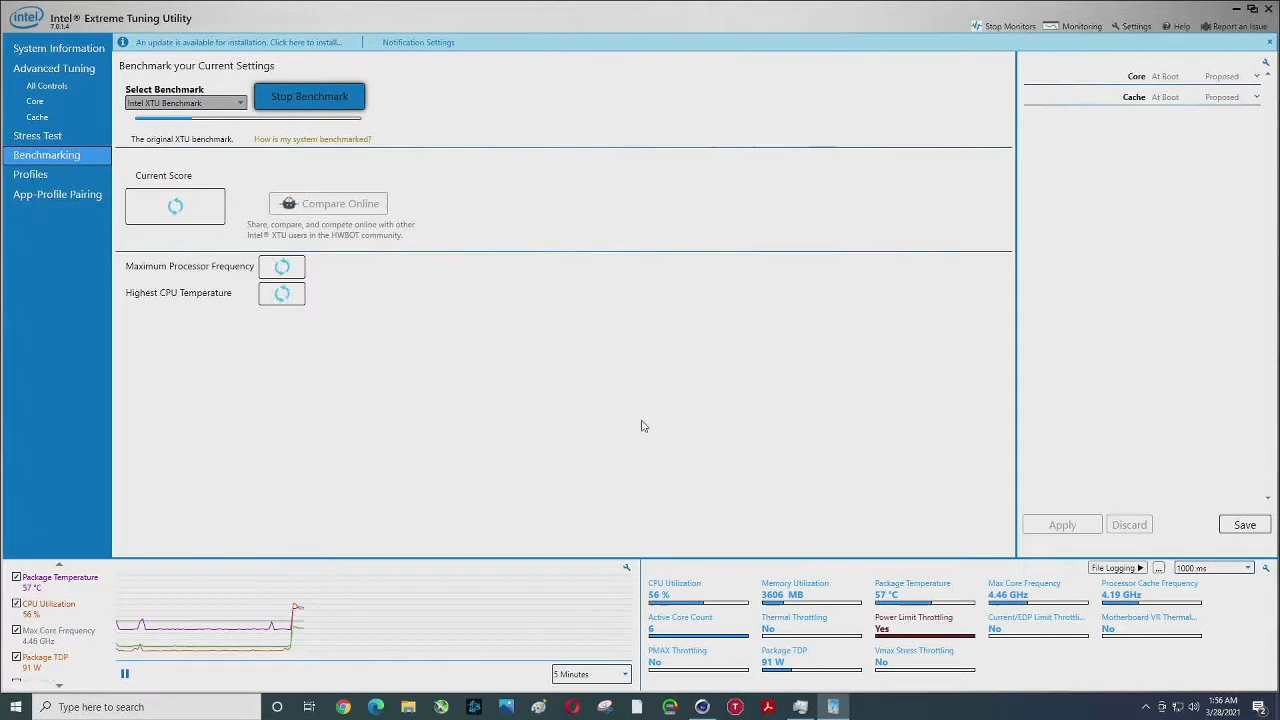 intel
Intel® Extreme Tuning Utility
7.0.1.4
Stop Monitors
Monitoring
Settings
Help
Report an Issue
System Information
Advanced Tuning
All Controls
Core
Cache
Stress Test
Benchmarking
Profiles
App-Profile Pairing
An update is available for installation. Click here to install...
Notification Settings
Benchmark your Current Settings
Select Benchmark
Intel XTU Benchmark
Stop Benchmark
The original XTU benchmark.
How is my system benchmarked?
Current Score
Compare Online
Share, compare, and compete online with other
Intel® XTU users in the HWBOT community.
Maximum Processor Frequency
Highest CPU Temperature
Core At Boot Proposed
Cache At Boot Proposed
Apply
Discard
Save
Package Temperature
57 °C
CPU Utilization
56 %
Max Core Frequency
4.46 GHz
Package TDP
91 W
5 Minutes
File Logging
...
1000 ms
CPU Utilization
56 %
Memory Utilization
3606 MB
Package Temperature
57 °C
Max Core Frequency
4.46 GHz
Processor Cache Frequency
4.19 GHz
Active Core Count
6
Thermal Throttling
No
Power Limit Throttling
Yes
Current/EDP Limit Throttli...
No
Motherboard VR Thermal...
No
PMAX Throttling
No
Package TDP
91 W
Vmax Stress Throttling
No
Type here to search
1:56 AM
3/28/2021